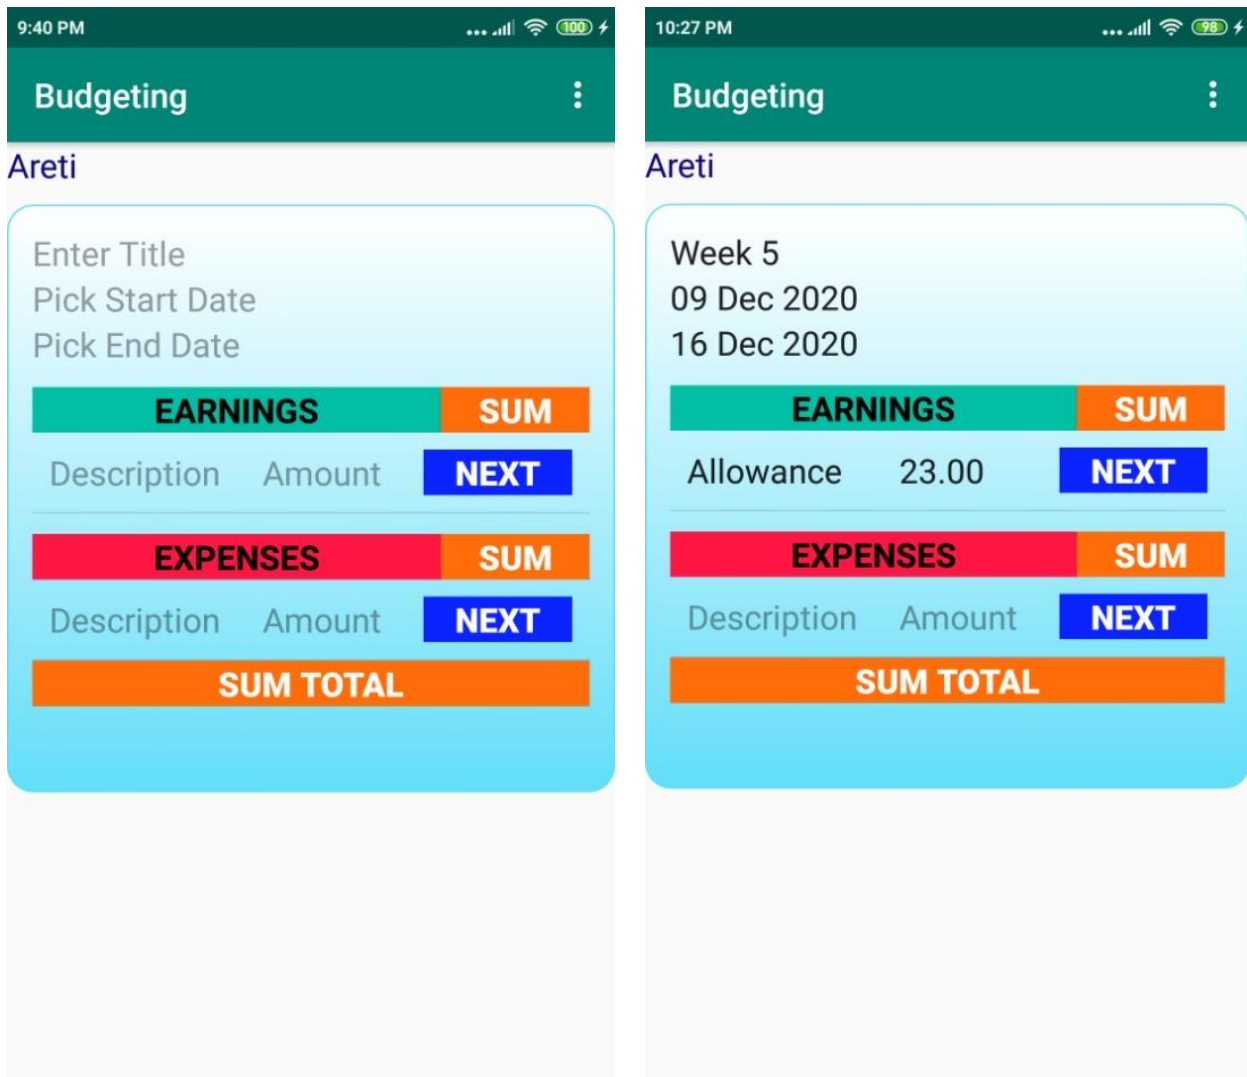 9:40 PM 100
Budgeting
Areti
Enter Title
Pick Start Date
Pick End Date
EARNINGS SUM
Description Amount NEXT
EXPENSES SUM
Description Amount NEXT
SUM TOTAL
10:27 PM 98
Budgeting
Areti
Week 5
09 Dec 2020
16 Dec 2020
EARNINGS SUM
Allowance 23.00 NEXT
EXPENSES SUM
Description Amount NEXT
SUM TOTAL